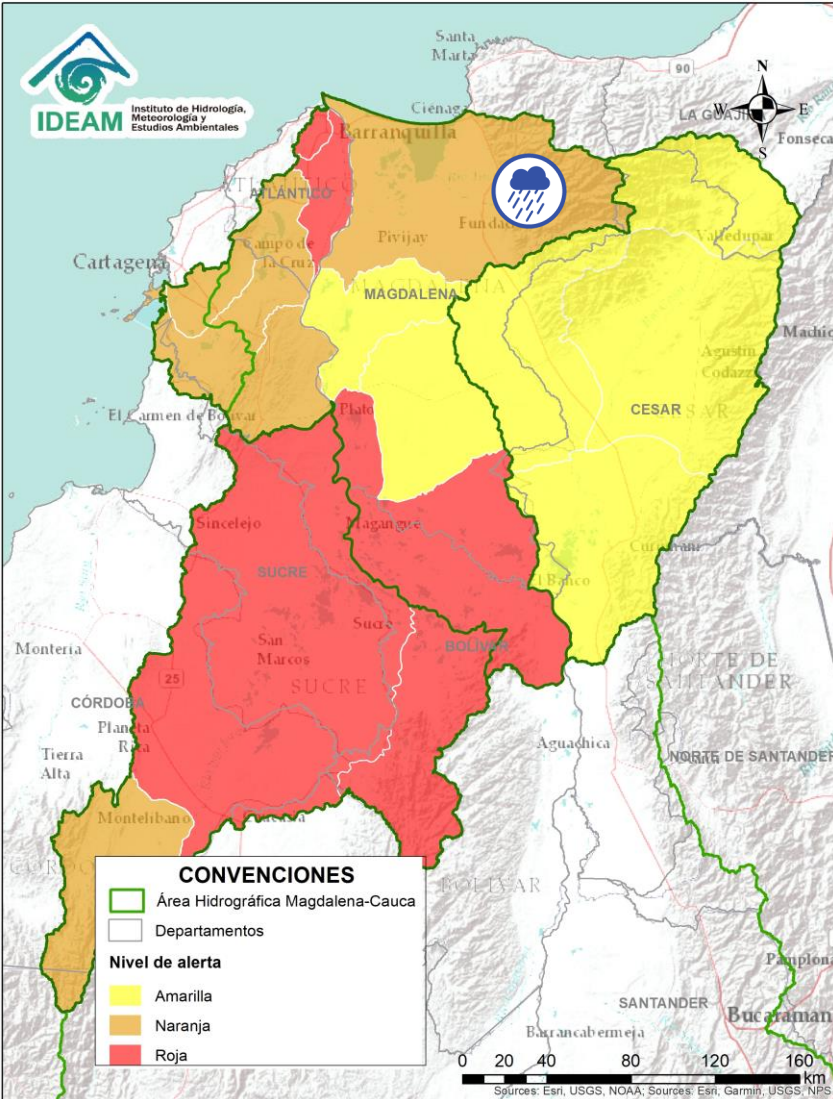 Santa
Marta
90
N
W
E
S
LA GUAJIRA
Ciénaga
IDEAM
Instituto de Hidrología,
Meteorología y
Estudios Ambientales
Barranquilla
Fonseca
ATLÁNTICO
Pivijay
Valledupar
Campo de
la Cruz
Cartagena
MAGDALENA
Agustín
Codazzi
CESAR
El Carmen de Bolívar
Plato
Sincelejo
Magangué
SUCRE
El Banco
Sucre
San
Marcos
BOLÍVAR
SUCRE
Montería
25
CÓRDOBA
Planeta
Rica
Tierra
Alta
Aguachica
NORTE DE
SANTANDER
NORTE DE SANTANDER
Montelíbano
BOLÍVAR
CONVENCIONES
Área Hidrográfica Magdalena-Cauca
Departamentos
Nivel de alerta
Amarilla
Naranja
Roja
Pamplona
SANTANDER
Bucaraman
Barrancabermeja
0 20 40 80 120 160
km
Sources: Esri, USGS, NOAA; Sources: Esri, Garmin, USGS, NPS